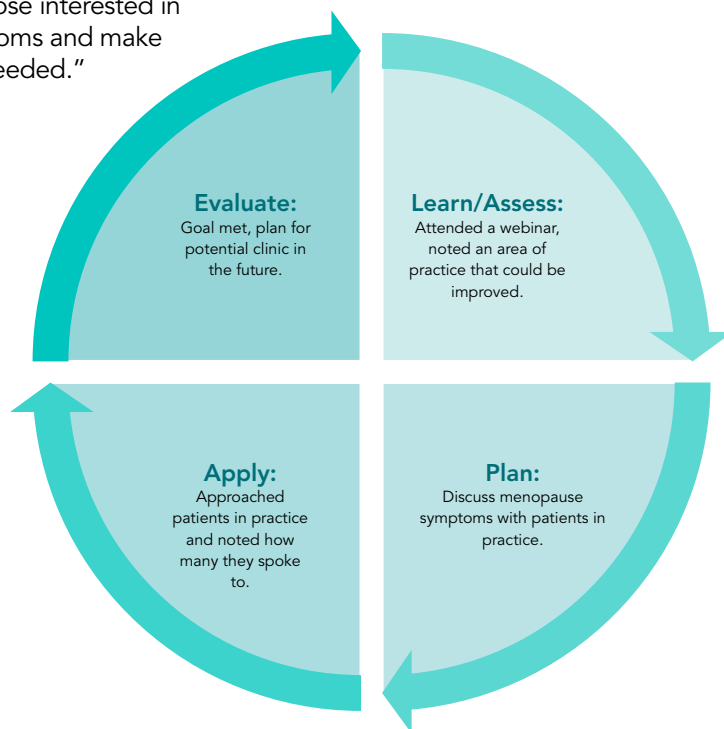 ose interested in
oms and make
eeded.”
Evaluate:
Goal met, plan for
potential clinic in
the future.
Learn/Assess:
Attended a webinar,
noted an area of
practice that could be
improved.
Apply:
Approached
patients in practice
and noted how
many they spoke
to.
Plan:
Discuss menopause
symptoms with patients in
practice.